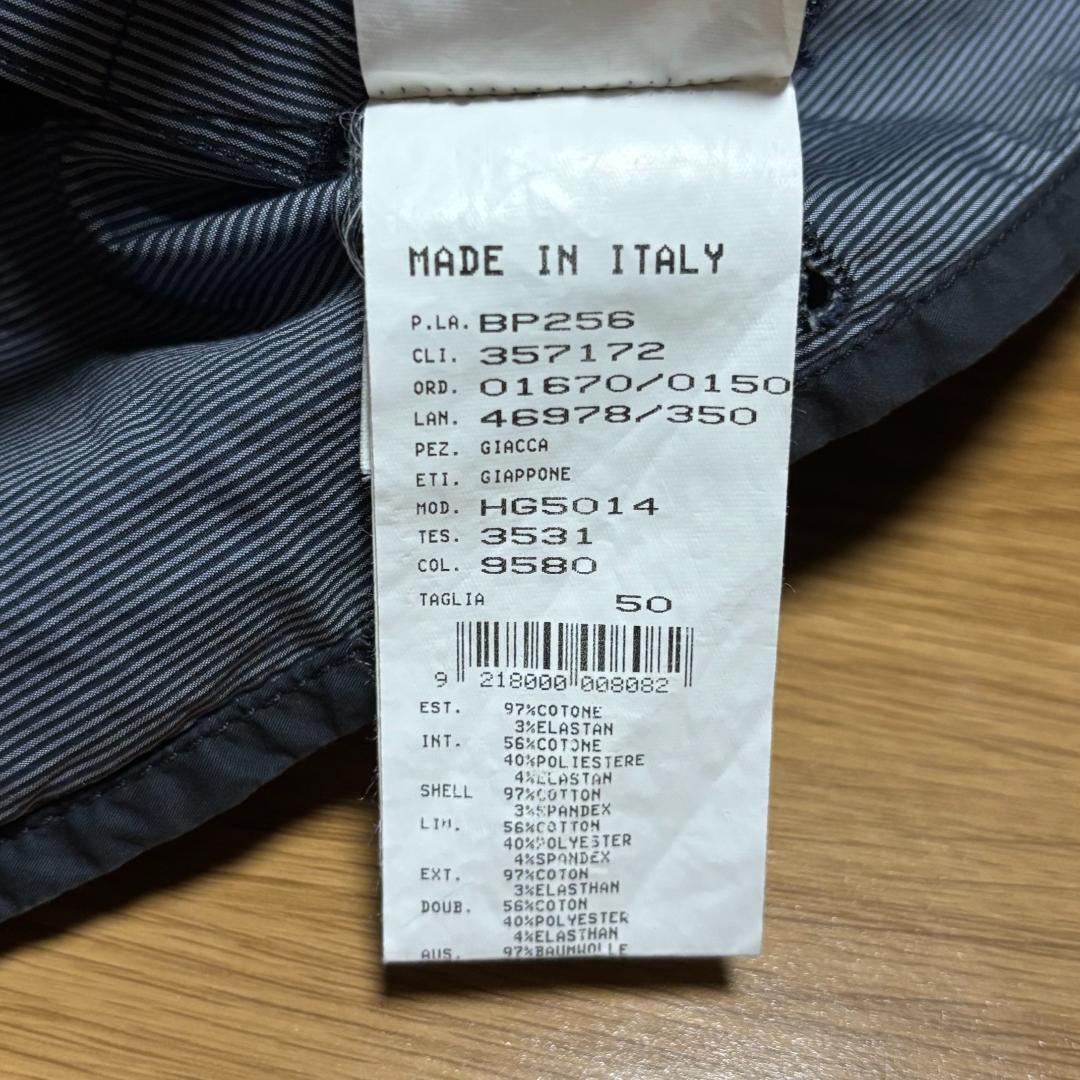 MADE IN ITALY
P.LA. BP256
CLI. 357172
ORD. 01670/0150
LAN. 46978/350
PEZ. GIACCA
ETI. GIAPPONE
MOD. HG5014
TES. 3531
COL. 9580
TAGLIA 50
9 218000 008082
EST. 97%COTONE
3%ELASTAN
INT. 56%COTONE
40%POLIESTERE
4%ELASTAN
SHELL 97%COTTON
3%SPANDEX
LIN. 56%COTTON
40%POLYESTER
4%SPANDEX
EXT. 97%COTON
3%ELASTHAN
DOUB. 56%COTON
40%POLYESTER
4%ELASTHAN
AUS. 97%BAUMWOLLE